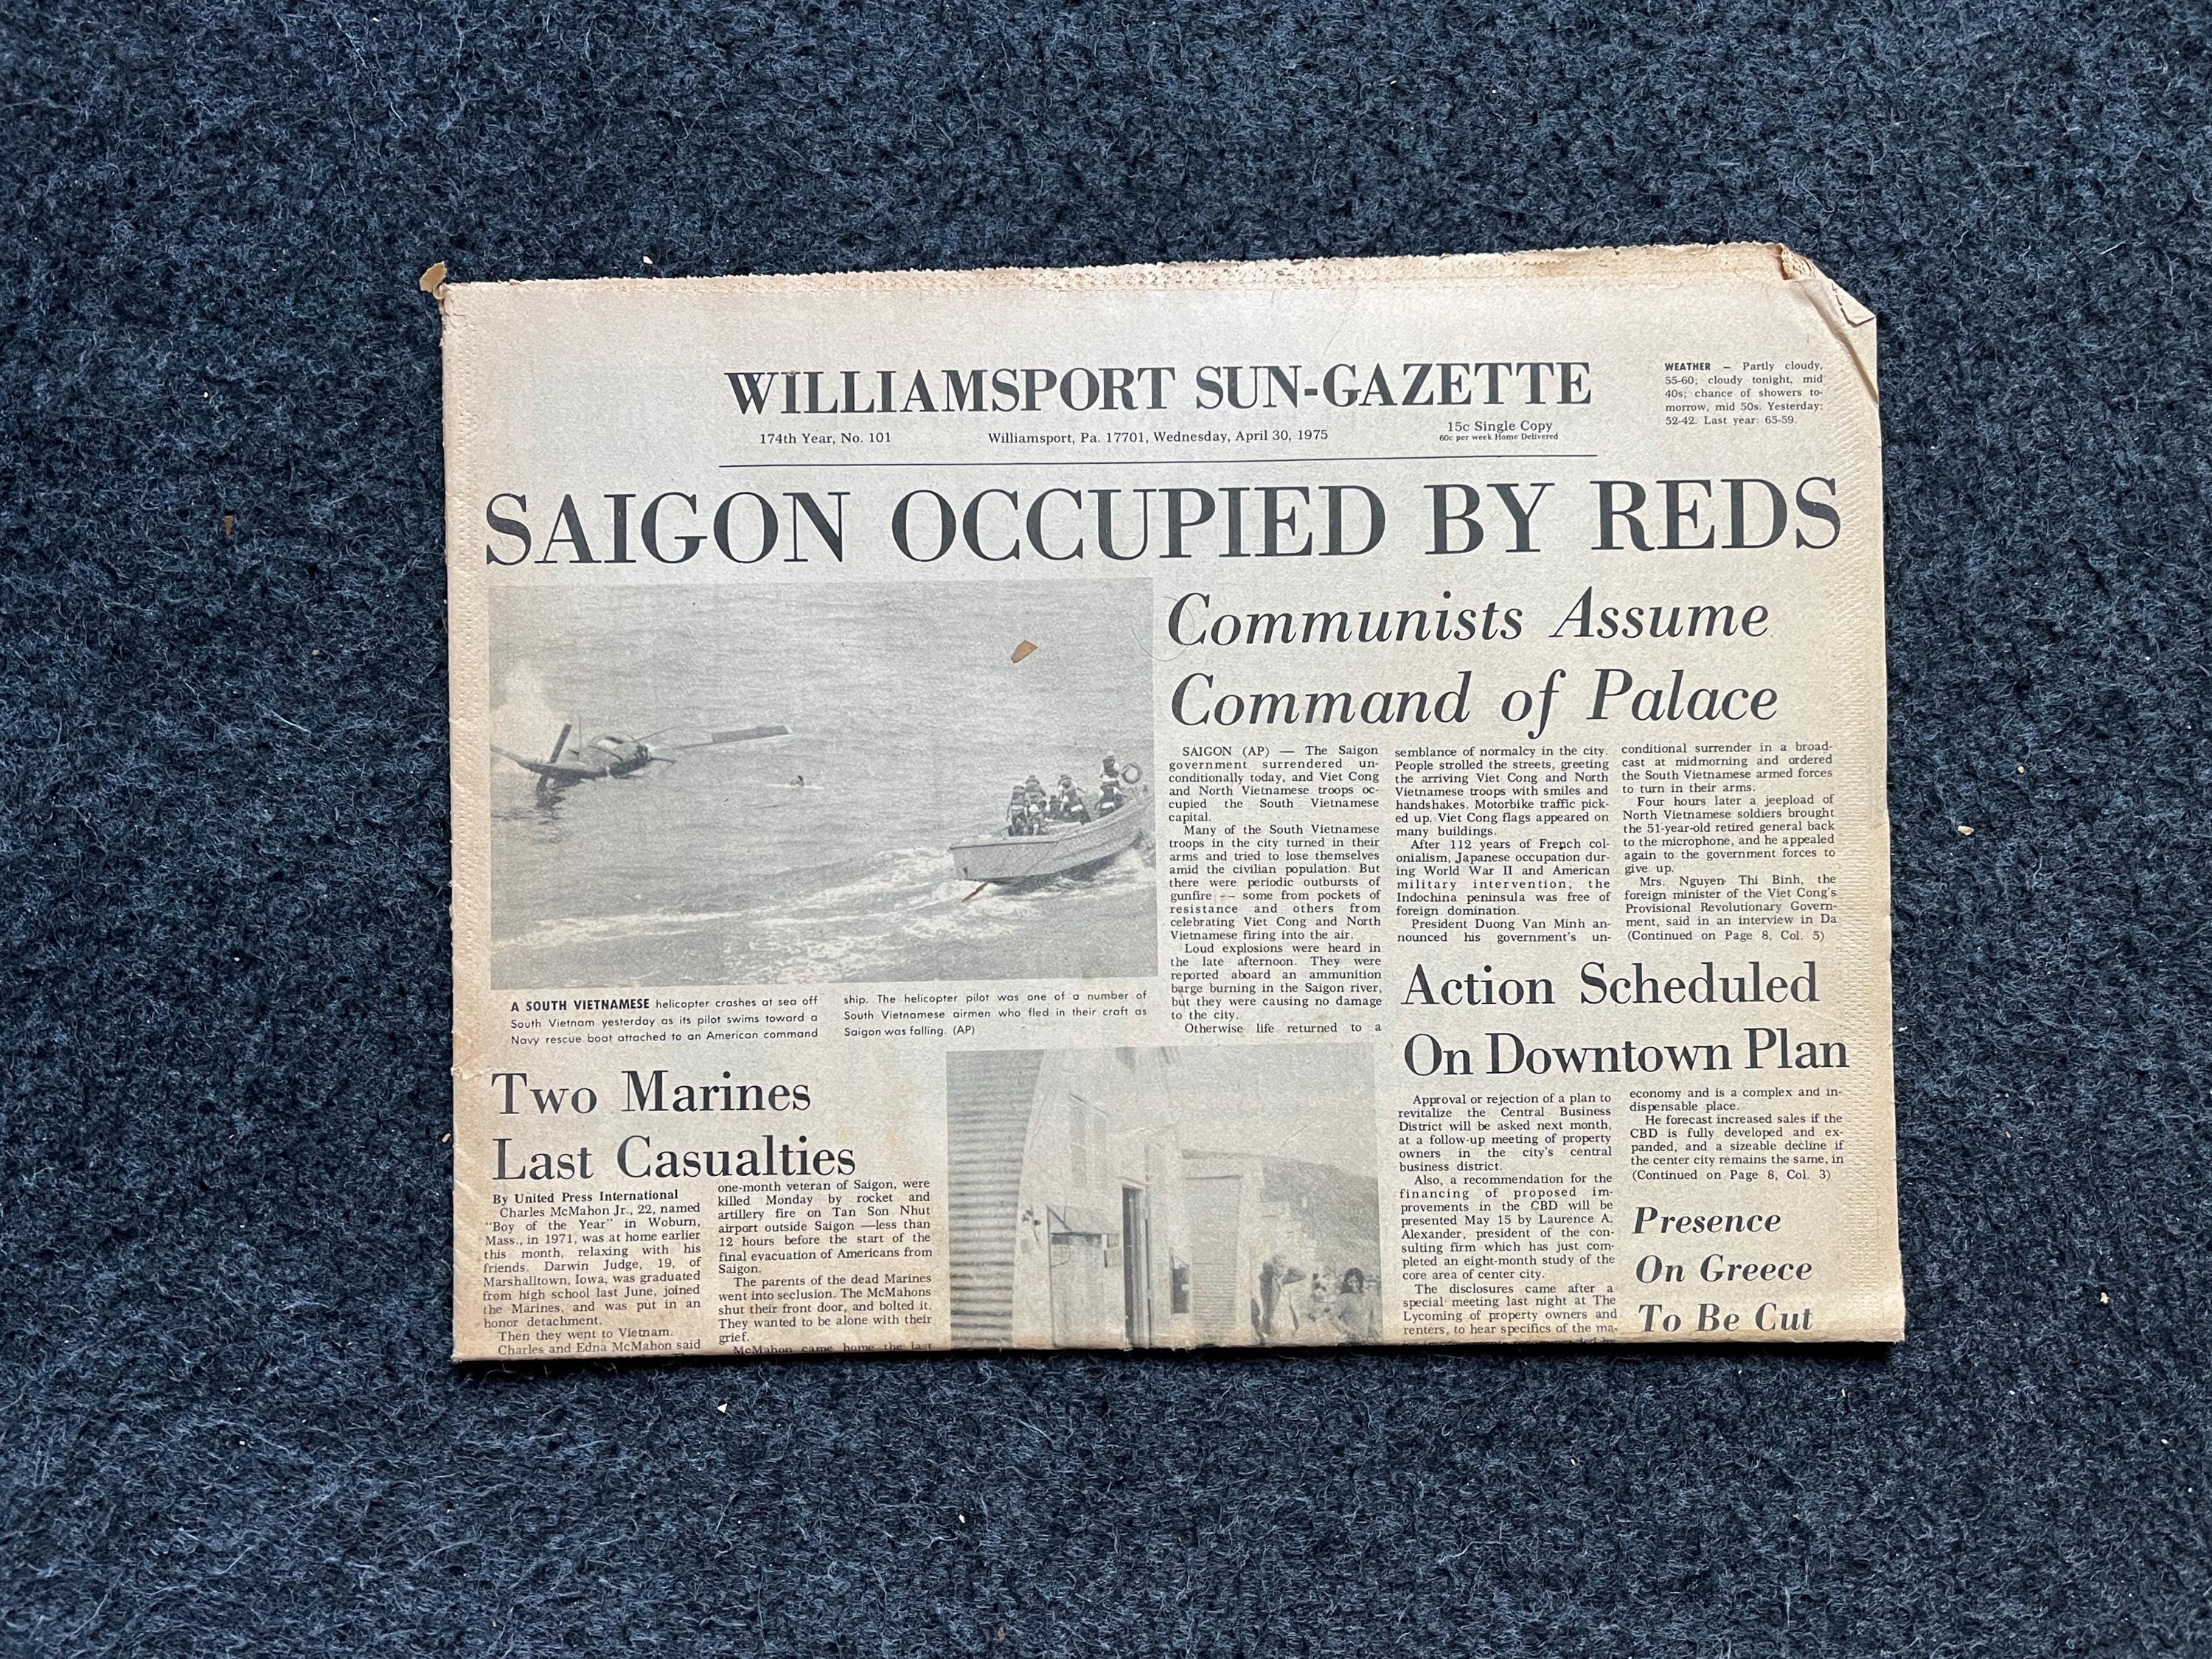 WILLIAMSPORT SUN-GAZETTE
174th Year, No. 101
Williamsport, Pa. 17701, Wednesday, April 30, 1975
15c Single Copy
60c per week Home Delivered
WEATHER — Partly cloudy,
55-60; cloudy tonight, mid
40s; chance of showers to-
morrow, mid 50s. Yesterday:
52-42. Last year: 65-59.
SAIGON OCCUPIED BY REDS
A SOUTH VIETNAMESE helicopter crashes at sea off
South Vietnam yesterday as its pilot swims toward a
Navy rescue boat attached to an American command
ship. The helicopter pilot was one of a number of
South Vietnamese airmen who fled in their craft as
Saigon was falling. (AP)
Communists Assume
Command of Palace
SAIGON (AP) — The Saigon
government surrendered un-
conditionally today, and Viet Cong
and North Vietnamese troops oc-
cupied the South Vietnamese
capital.
Many of the South Vietnamese
troops in the city turned in their
arms and tried to lose themselves
amid the civilian population. But
there were periodic outbursts of
gunfire -- some from pockets of
resistance and others from
celebrating Viet Cong and North
Vietnamese firing into the air.
Loud explosions were heard in
the late afternoon. They were
reported aboard an ammunition
barge burning in the Saigon river,
but they were causing no damage
to the city.
Otherwise life returned to a
semblance of normalcy in the city.
People strolled the streets, greeting
the arriving Viet Cong and North
Vietnamese troops with smiles and
handshakes. Motorbike traffic pick-
ed up. Viet Cong flags appeared on
many buildings.
After 112 years of French col-
onialism, Japanese occupation dur-
ing World War II and American
military intervention, the
Indochina peninsula was free of
foreign domination.
President Duong Van Minh an-
nounced his government's un-
conditional surrender in a broad-
cast at midmorning and ordered
the South Vietnamese armed forces
to turn in their arms.
Four hours later a jeepload of
North Vietnamese soldiers brought
the 51-year-old retired general back
to the microphone, and he appealed
again to the government forces to
give up.
Mrs. Nguyen Thi Binh, the
foreign minister of the Viet Cong's
Provisional Revolutionary Govern-
ment, said in an interview in Da
(Continued on Page 8, Col. 5)
Two Marines
Last Casualties
By United Press International
Charles McMahon Jr., 22, named
"Boy of the Year" in Woburn,
Mass., in 1971, was at home earlier
this month, relaxing with his
friends. Darwin Judge, 19, of
Marshalltown, Iowa, was graduated
from high school last June, joined
the Marines, and was put in an
honor detachment.
Then they went to Vietnam.
Charles and Edna McMahon said
one-month veteran of Saigon, were
killed Monday by rocket and
artillery fire on Tan Son Nhut
airport outside Saigon —less than
12 hours before the start of the
final evacuation of Americans from
Saigon.
The parents of the dead Marines
went into seclusion. The McMahons
shut their front door, and bolted it.
They wanted to be alone with their
grief.
McMahon came home the last
Action Scheduled
On Downtown Plan
Approval or rejection of a plan to
revitalize the Central Business
District will be asked next month,
at a follow-up meeting of property
owners in the city's central
business district.
Also, a recommendation for the
financing of proposed im-
provements in the CBD will be
presented May 15 by Laurence A.
Alexander, president of the con-
sulting firm which has just com-
pleted an eight-month study of the
core area of center city.
The disclosures came after a
special meeting last night at The
Lycoming of property owners and
renters, to hear specifics of the ma-
economy and is a complex and in-
dispensable place.
He forecast increased sales if the
CBD is fully developed and ex-
panded, and a sizeable decline if
the center city remains the same, in
(Continued on Page 8, Col. 3)
Presence
On Greece
To Be Cut